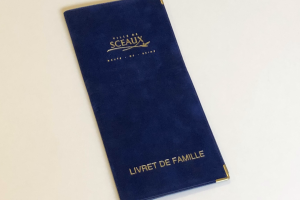 VILLE DE
SCEAUX
HAUTS - DE - SEINE
LIVRET DE FAMILLE